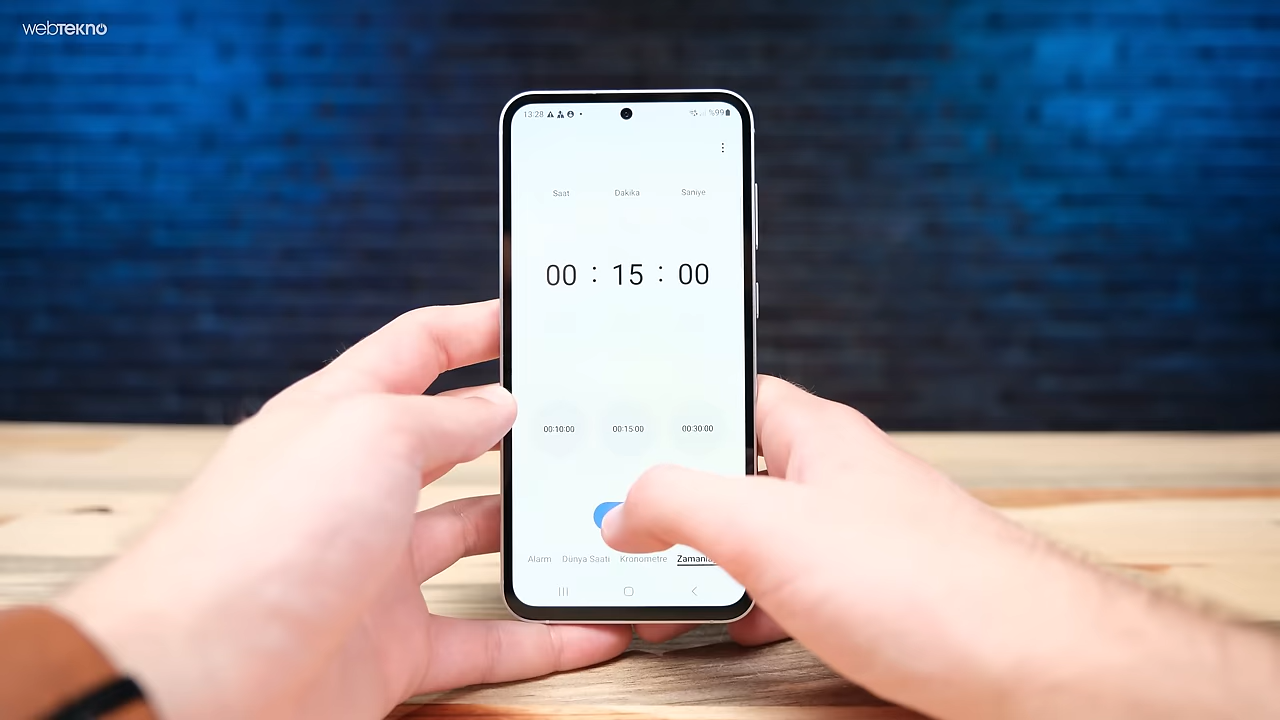 webtekno
13:28 %99
Saat Dakika Saniye
00 : 15 : 00
00:10:00 00:15:00 00:30:00
Alarm Dünya Saati Kronometre